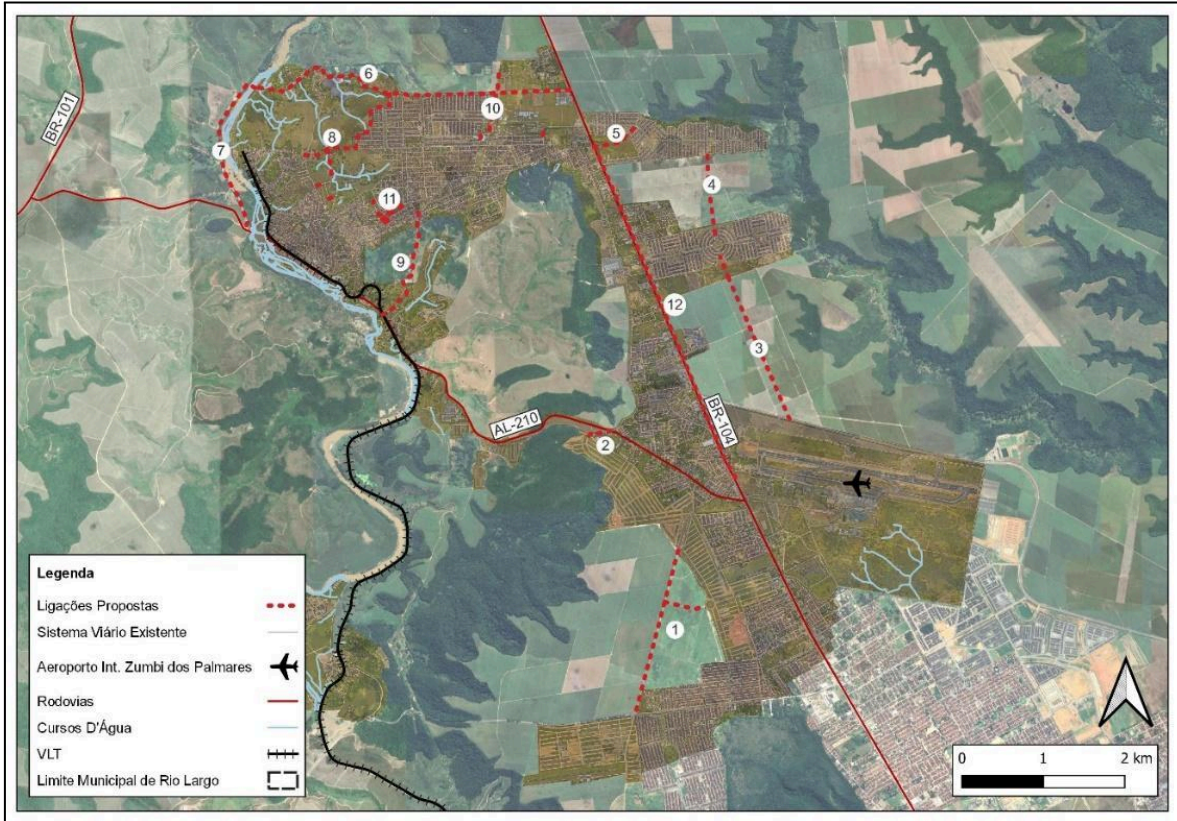 6
10
BR-101
5
8
7
4
11
9
12
3
AL-210
BR-104
2
1
Legenda
Ligações Propostas
Sistema Viário Existente
Aeroporto Int. Zumbi dos Palmares
Rodovias
Cursos D'Água
VLT
Limite Municipal de Rio Largo
0 1 2 km